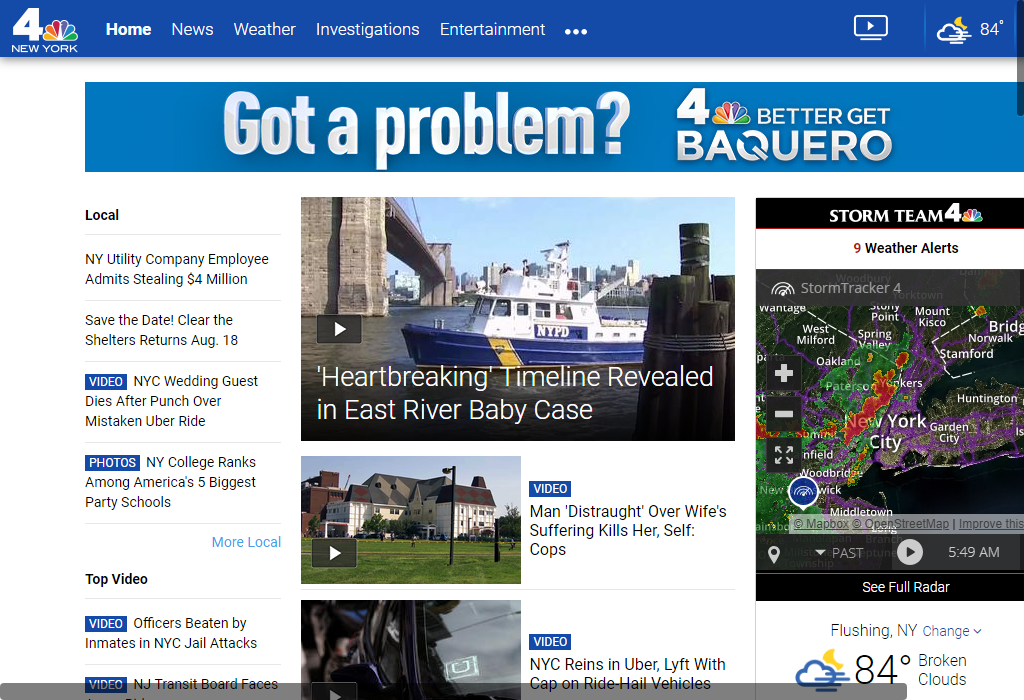 4
NEW YORK
Home
News
Weather
Investigations
Entertainment
84°
Got a problem?
4 BETTER GET
BAQUERO
Local
NY Utility Company Employee
Admits Stealing $4 Million
Save the Date! Clear the
Shelters Returns Aug. 18
VIDEO NYC Wedding Guest
Dies After Punch Over
Mistaken Uber Ride
PHOTOS NY College Ranks
Among America's 5 Biggest
Party Schools
More Local
Top Video
VIDEO Officers Beaten by
Inmates in NYC Jail Attacks
VIDEO NJ Transit Board Faces
NYPD
'Heartbreaking' Timeline Revealed
in East River Baby Case
VIDEO
Man 'Distraught' Over Wife's
Suffering Kills Her, Self:
Cops
VIDEO
NYC Reins in Uber, Lyft With
Cap on Ride-Hail Vehicles
STORM TEAM 4
9 Weather Alerts
StormTracker 4
Wantage
West
Milford
Stony
Point
Mount
Kisco
Spring
Valley
Norwalk
Stamford
Oakland
Paterson
Yonkers
Huntington
New York
City
Garden
City
Woodbridge
Middletown
© Mapbox © OpenStreetMap | Improve this
PAST
5:49 AM
See Full Radar
Flushing, NY Change
84° Broken
Clouds